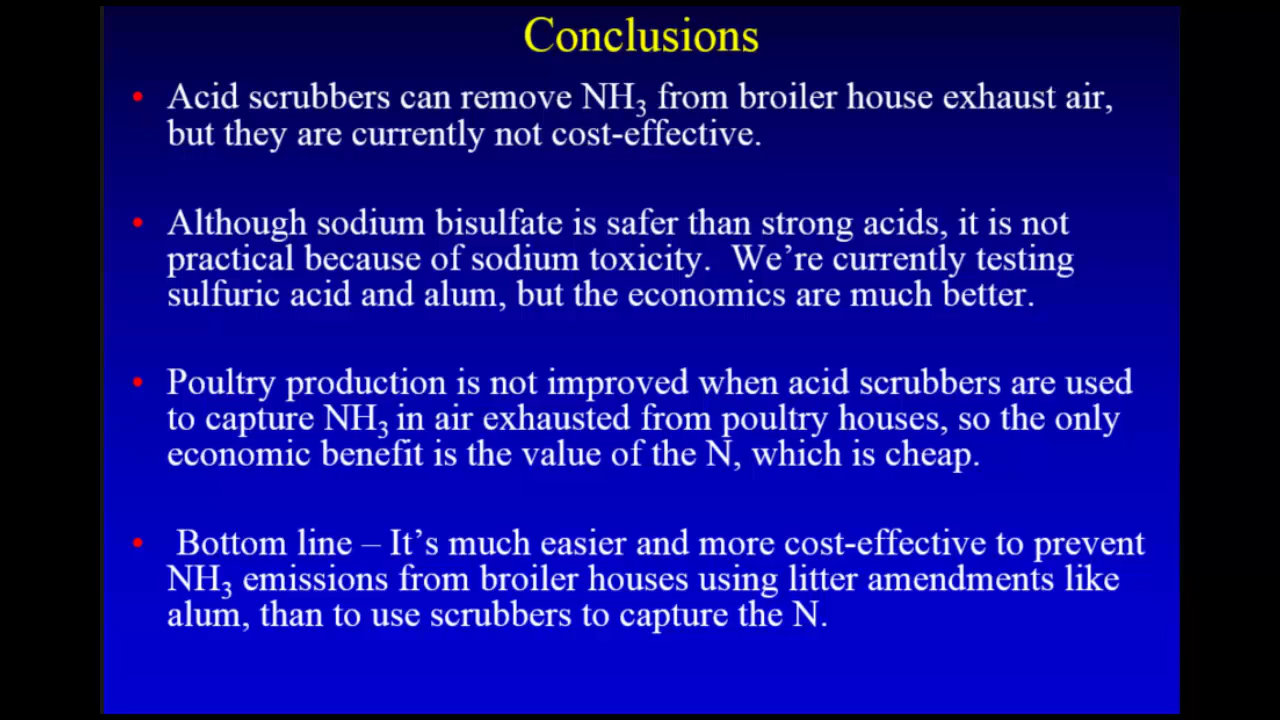 Conclusions
• Acid scrubbers can remove NH₃ from broiler house exhaust air,
but they are currently not cost-effective.
• Although sodium bisulfate is safer than strong acids, it is not
practical because of sodium toxicity.  We're currently testing
sulfuric acid and alum, but the economics are much better.
• Poultry production is not improved when acid scrubbers are used
to capture NH₃ in air exhausted from poultry houses, so the only
economic benefit is the value of the N, which is cheap.
• Bottom line – It's much easier and more cost-effective to prevent
NH₃ emissions from broiler houses using litter amendments like
alum, than to use scrubbers to capture the N.